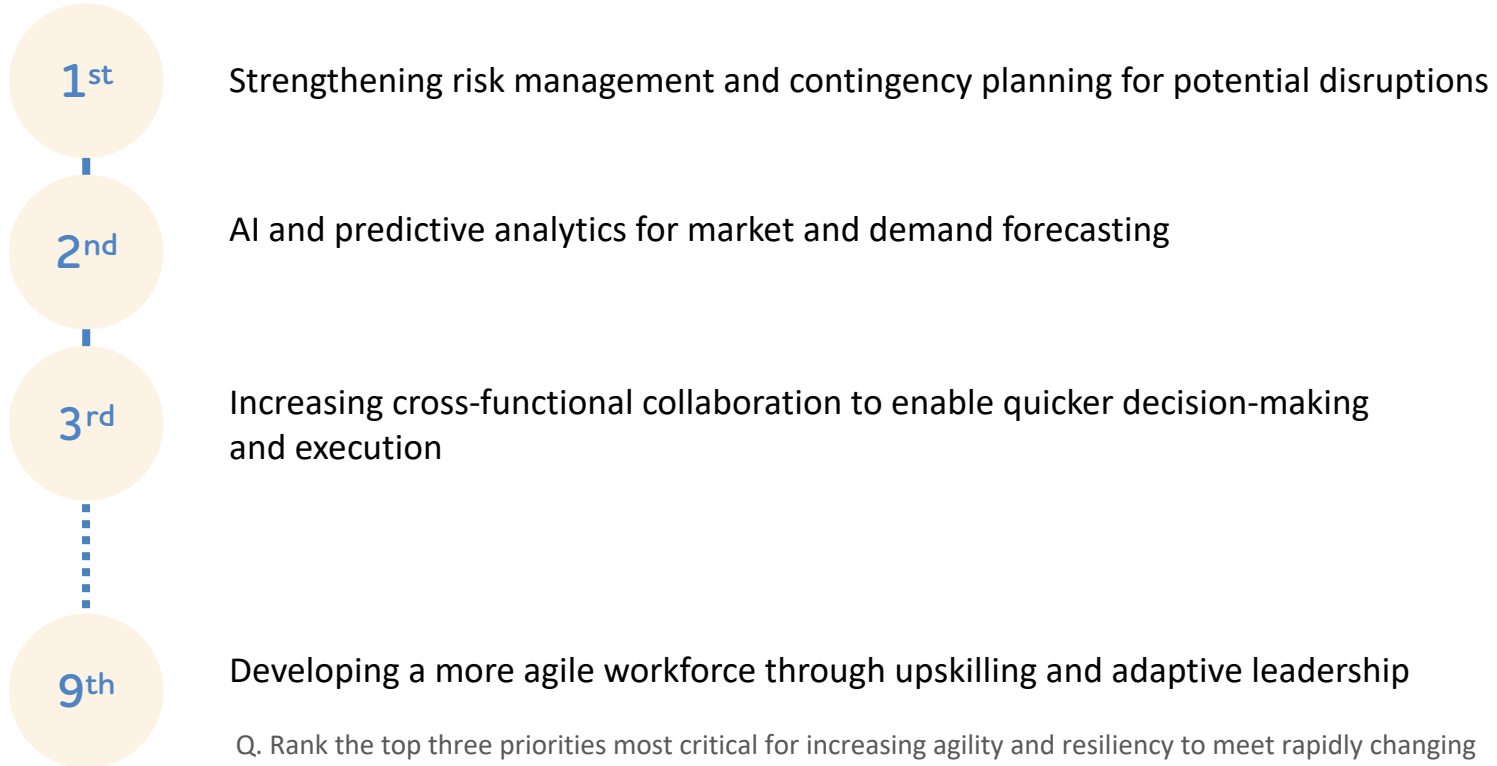 1st
Strengthening risk management and contingency planning for potential disruptions
2nd
AI and predictive analytics for market and demand forecasting
3rd
Increasing cross-functional collaboration to enable quicker decision-making
and execution
9th
Developing a more agile workforce through upskilling and adaptive leadership
Q. Rank the top three priorities most critical for increasing agility and resiliency to meet rapidly changing